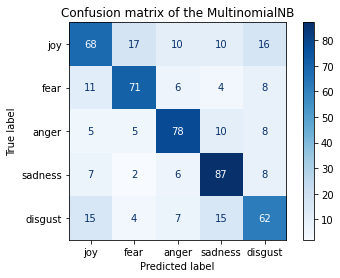 Confusion matrix of the MultinomialNB
joy 68 17 10 10 16
fear 11 71 6 4 8
anger 5 5 78 10 8
sadness 7 2 6 87 8
disgust 15 4 7 15 62
joy fear anger sadness disgust
Predicted label
True label
80
70
60
50
40
30
20
10